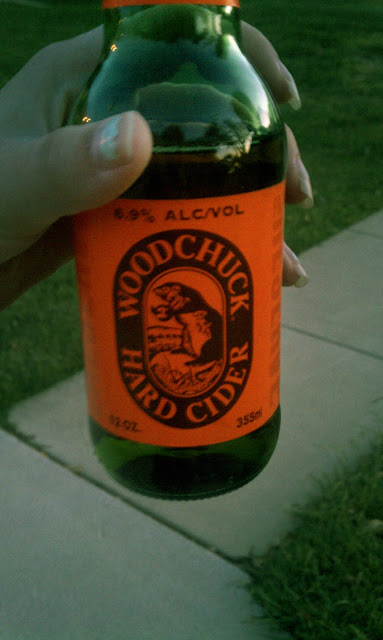 6.9% ALC/VOL
WOODCHUCK
HARD CIDER
12 OZ.
355ml